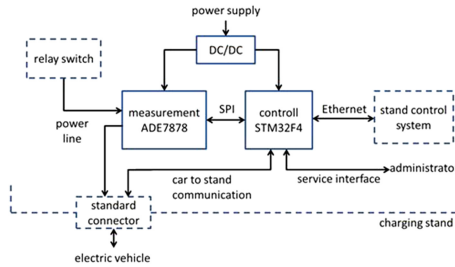 power supply
DC/DC
relay switch
measurement
ADE7878
SPI
controll
STM32F4
Ethernet
stand control
system
power
line
car to stand
communication
service interface
administrato
standard
connector
charging stand
electric vehicle